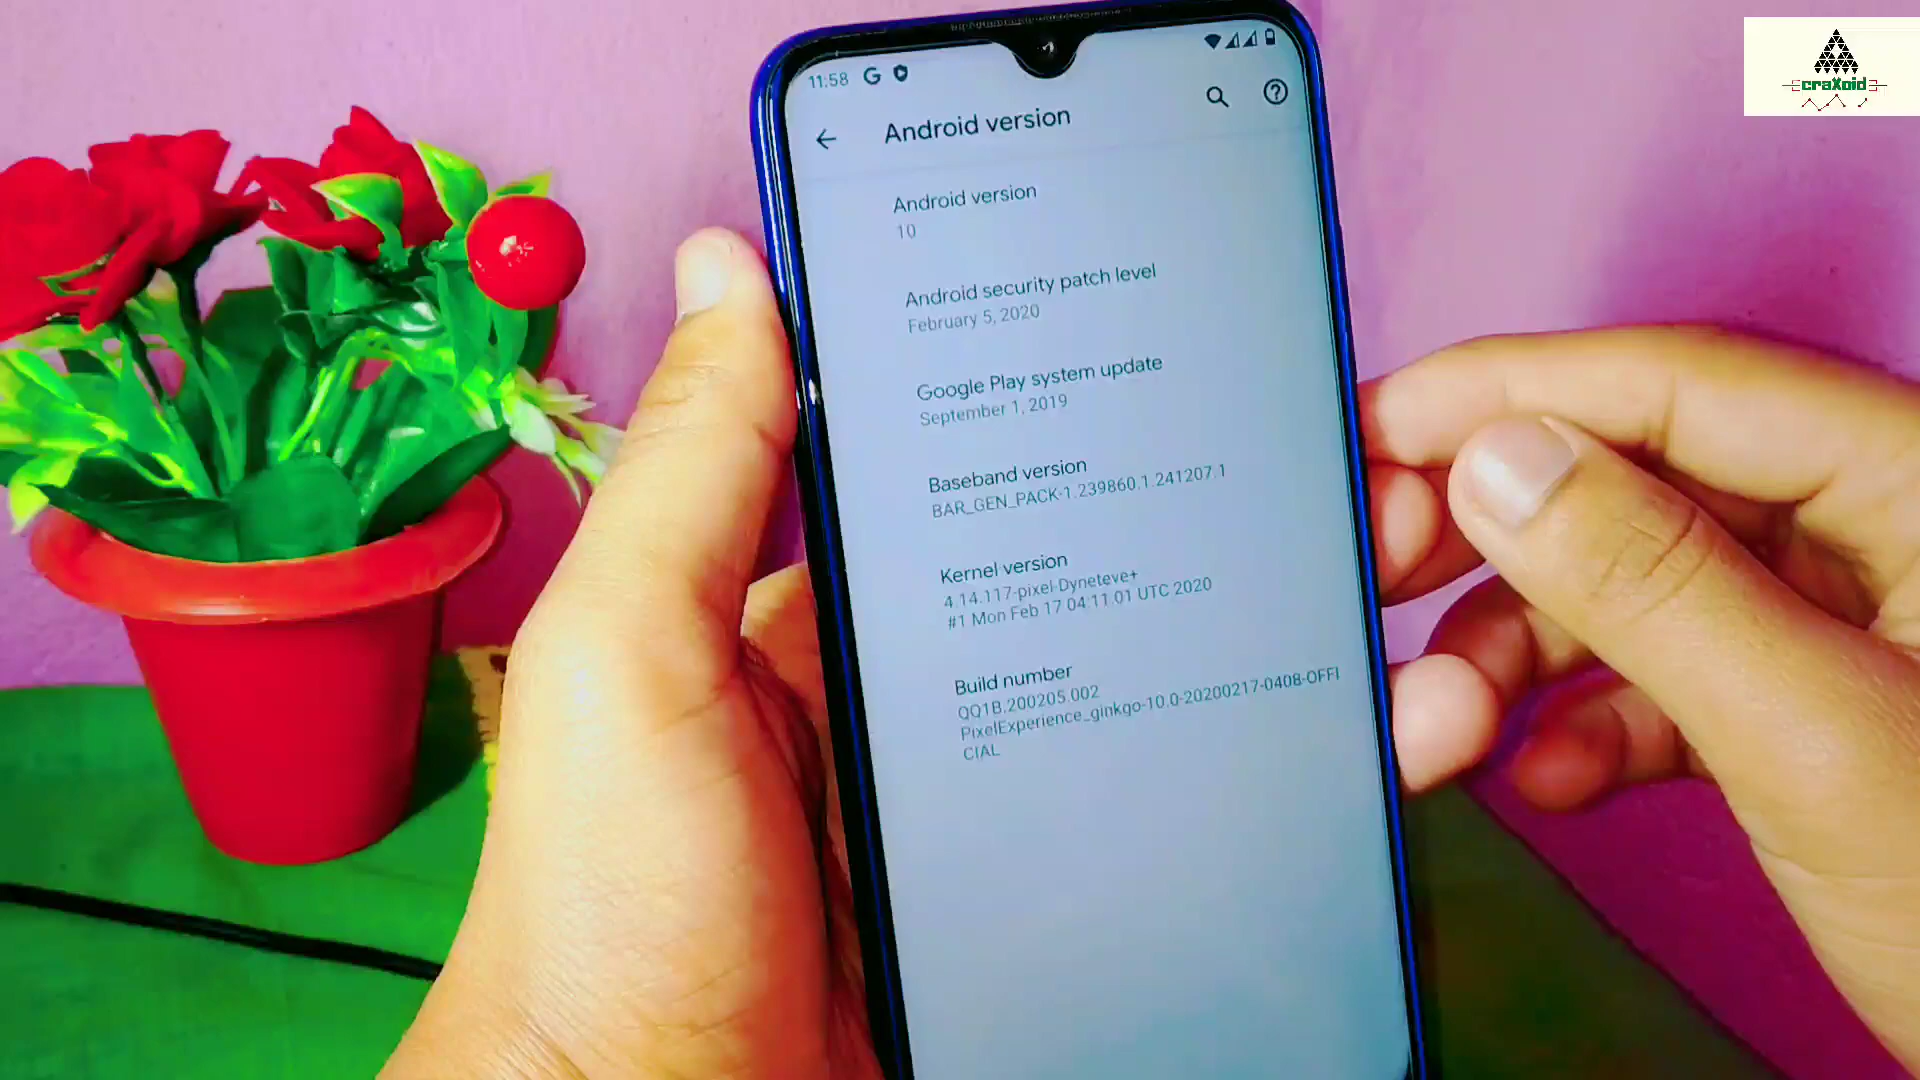 craXoid
11:58
Android version
Android version
10
Android security patch level
February 5, 2020
Google Play system update
September 1, 2019
Baseband version
BAR_GEN_PACK-1.239860.1.241207.1
Kernel version
4.14.117-pixel-Dyneteve+
#1 Mon Feb 17 04:11:01 UTC 2020
Build number
QQ1B.200205.002
PixelExperience_ginkgo-10.0-20200217-0408-OFFI
CIAL